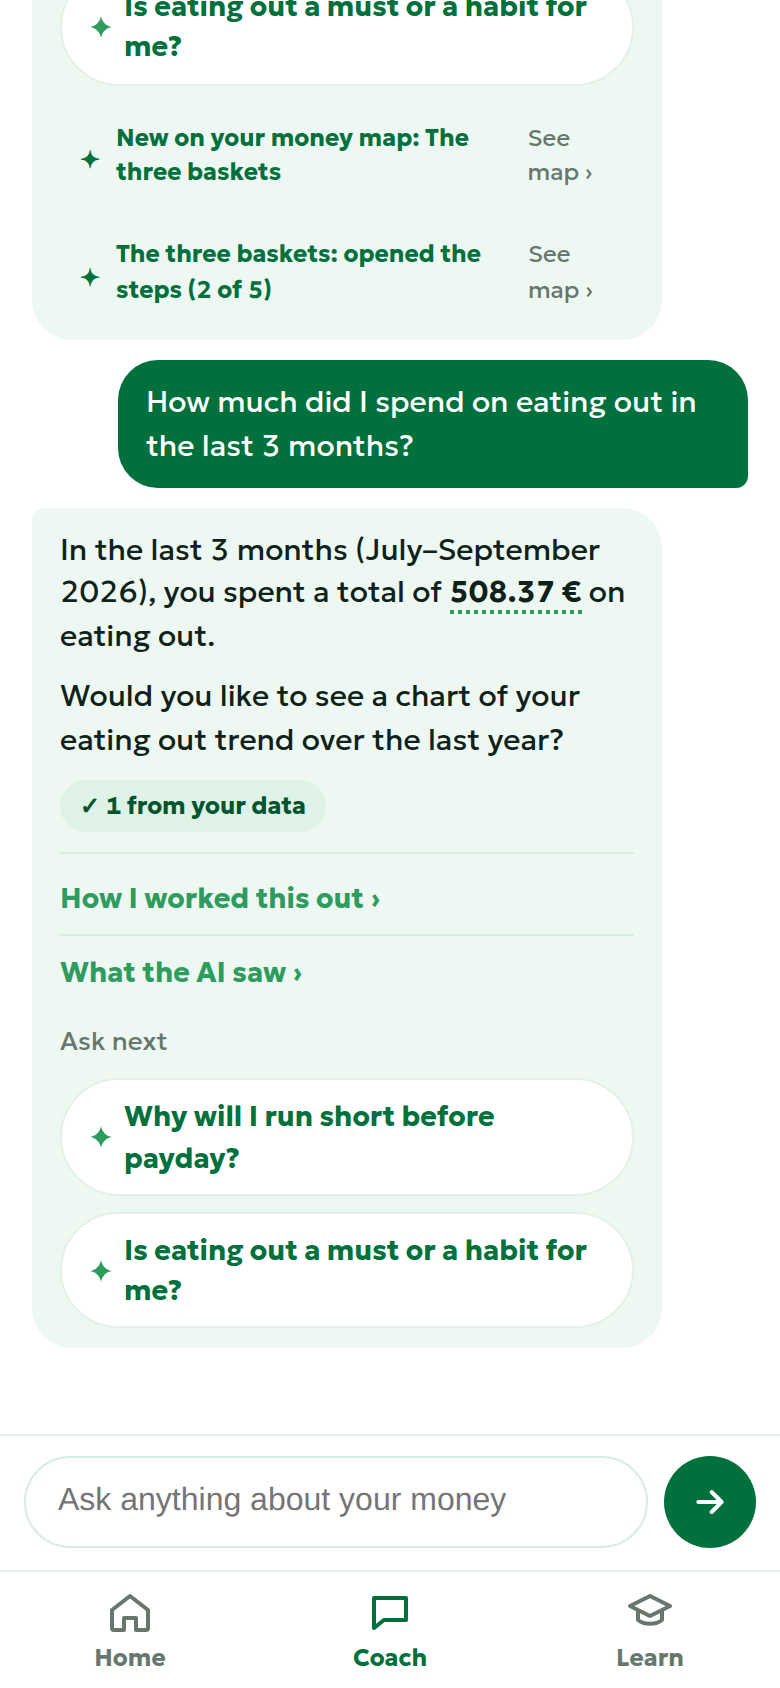 Is eating out a must or a habit for
me?
New on your money map: The
three baskets
See
map ›
The three baskets: opened the
steps (2 of 5)
See
map ›
How much did I spend on eating out in
the last 3 months?
In the last 3 months (July–September
2026), you spent a total of 508.37 € on
eating out.
Would you like to see a chart of your
eating out trend over the last year?
✓ 1 from your data
How I worked this out ›
What the AI saw ›
Ask next
Why will I run short before
payday?
Is eating out a must or a habit for
me?
Ask anything about your money
Home
Coach
Learn